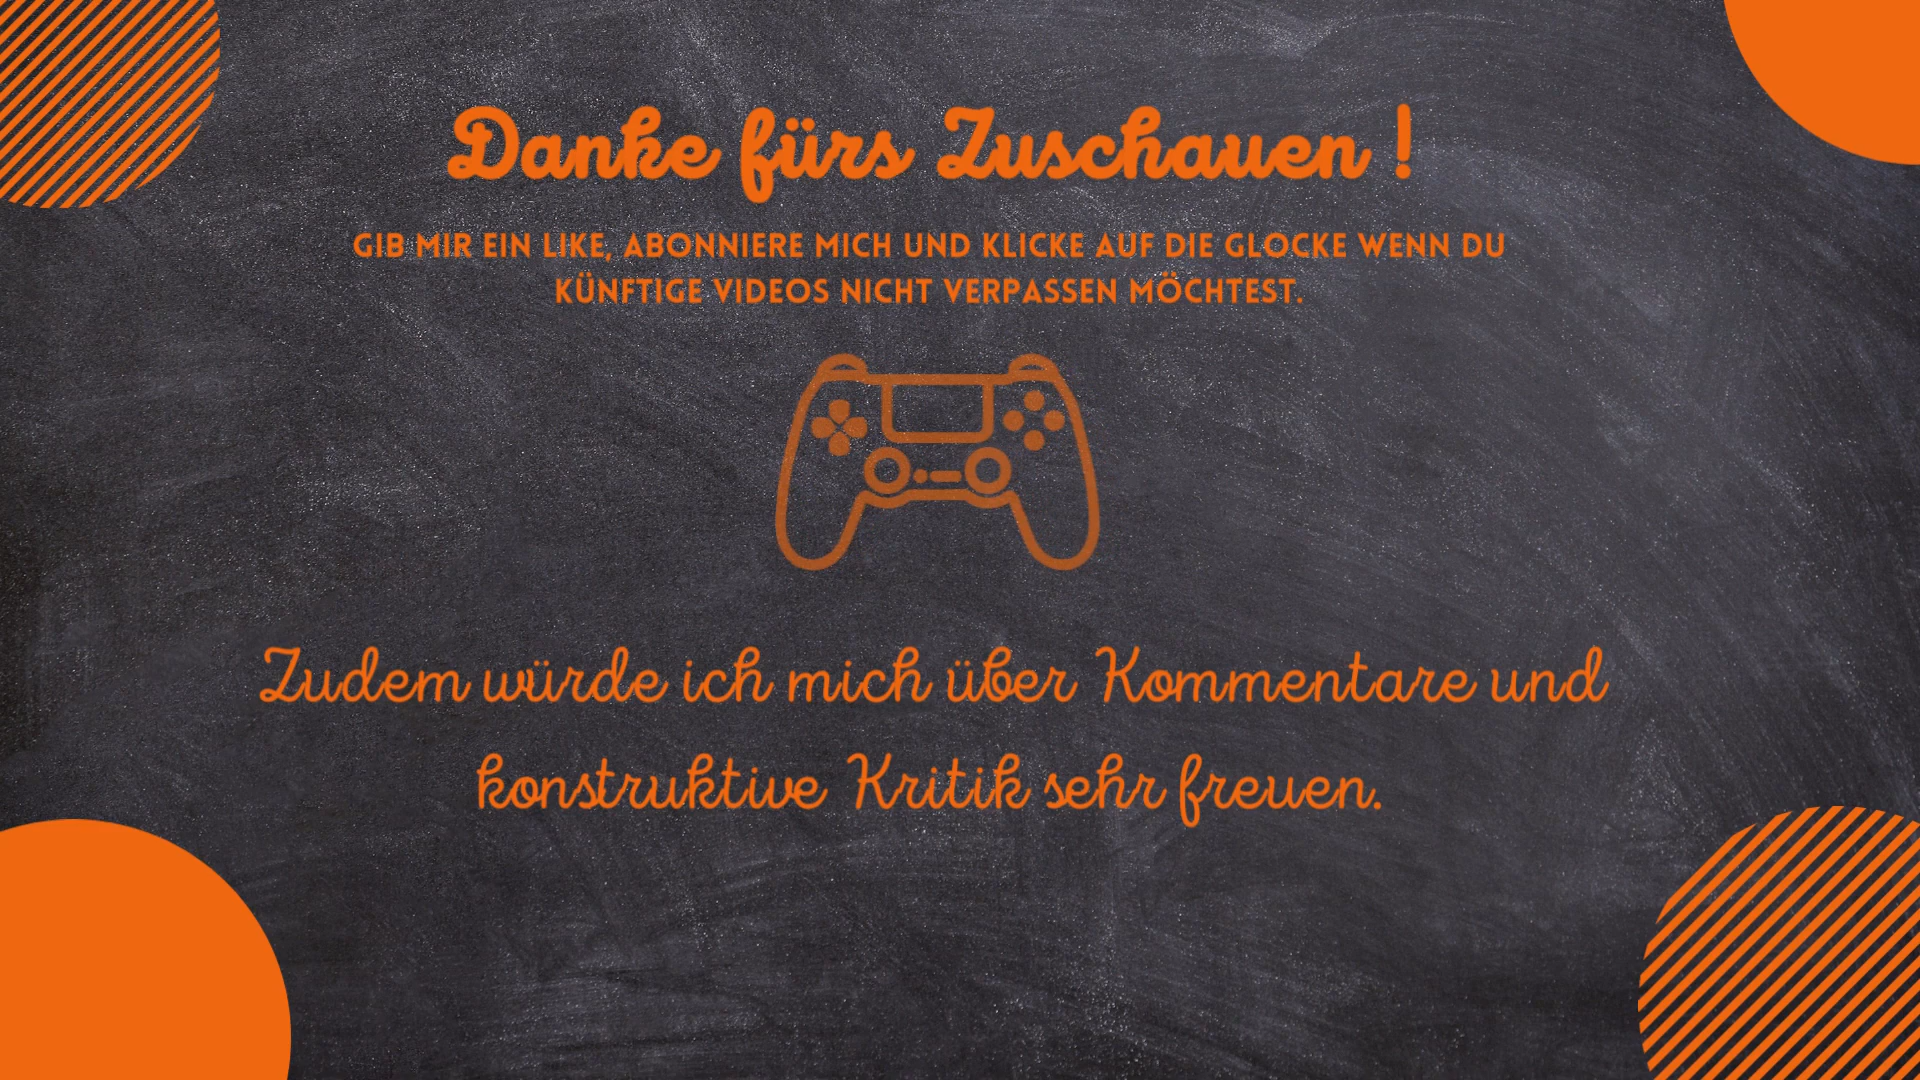 Danke fürs Zuschauen !
GIB MIR EIN LIKE, ABONNIERE MICH UND KLICKE AUF DIE GLOCKE WENN DU
KÜNFTIGE VIDEOS NICHT VERPASSEN MÖCHTEST.
Zudem würde ich mich über Kommentare und
konstruktive Kritik sehr freuen.